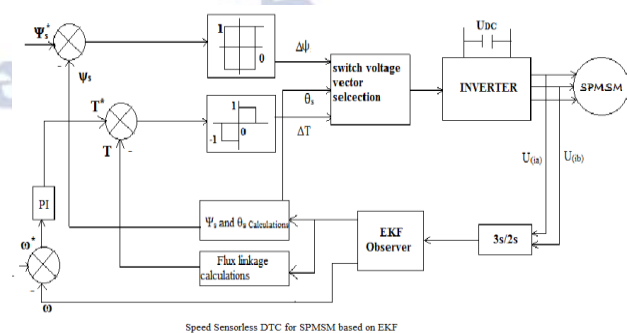 Ψs*
1
0
Δψ
ψs
UDC
switch voltage
vector
selcection
INVERTER
SPMSM
T*
T
1
0
-1
θs
ΔT
U(ia)
U(ib)
PI
Ψs and θs Calculations
EKF
Observer
3s/2s
ω*
Flux linkage
calculations
ω
Speed Sensorless DTC for SPMSM based on EKF